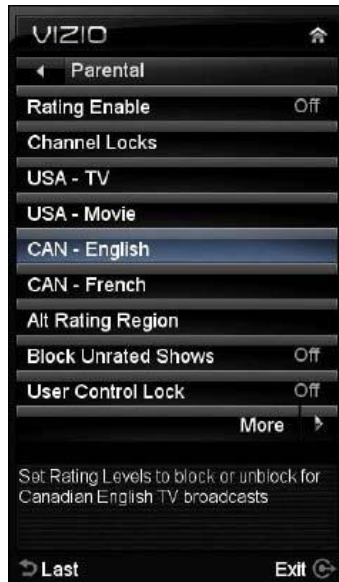 VIZIO
Parental
Rating Enable Off
Channel Locks
USA - TV
USA - Movie
CAN - English
CAN - French
Alt Rating Region
Block Unrated Shows Off
User Control Lock Off
More
Set Rating Levels to block or unblock for
Canadian English TV broadcasts
Last Exit